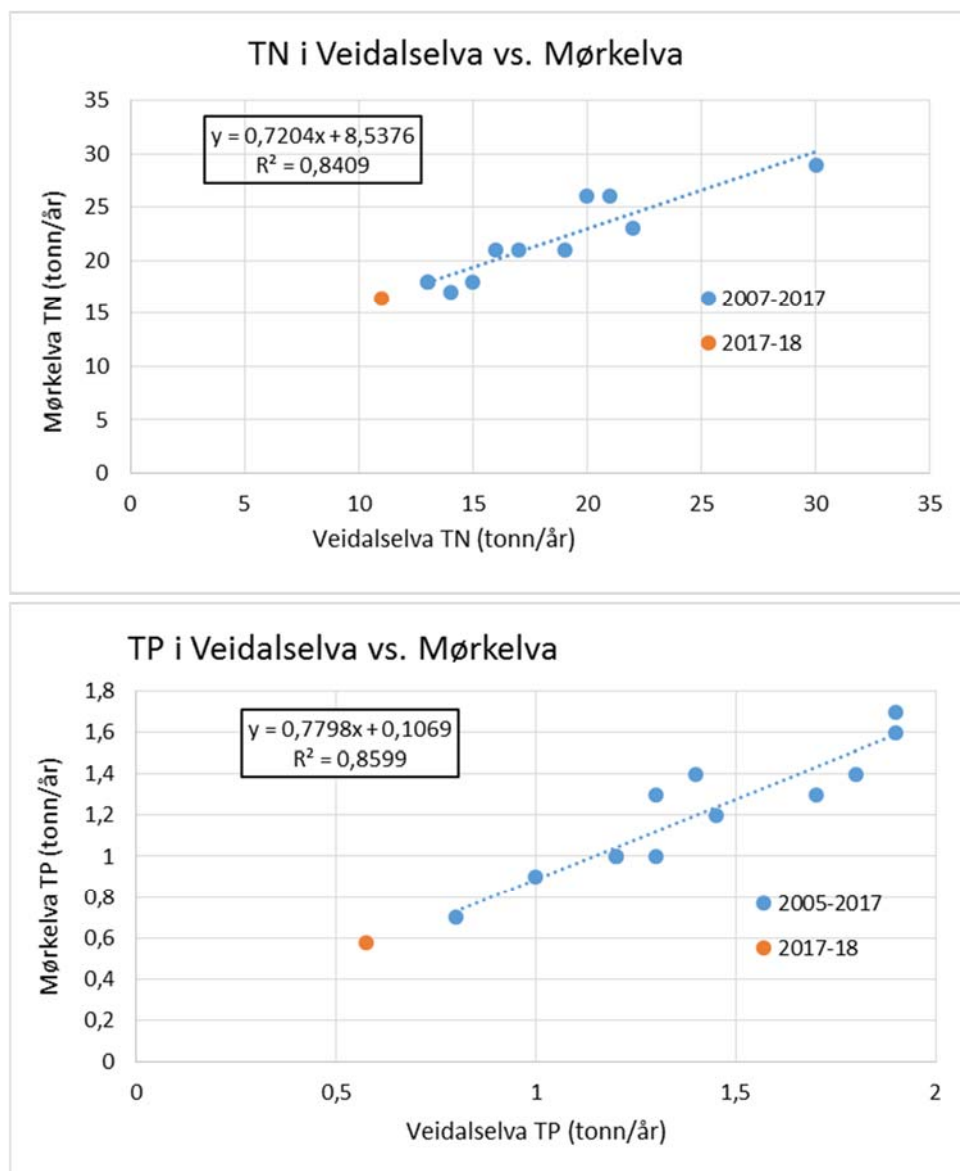 TN i Veidalselva vs. Mørkelva
y = 0,7204x + 8,5376
R² = 0,8409
Mørkelva TN (tonn/år)
35
30
25
20
15
10
5
0
2007-2017
2017-18
0 5 10 15 20 25 30 35
Veidalselva TN (tonn/år)
TP i Veidalselva vs. Mørkelva
y = 0,7798x + 0,1069
R² = 0,8599
Mørkelva TP (tonn/år)
1,8
1,6
1,4
1,2
1
0,8
0,6
0,4
0,2
0
2005-2017
2017-18
0 0,5 1 1,5 2
Veidalselva TP (tonn/år)